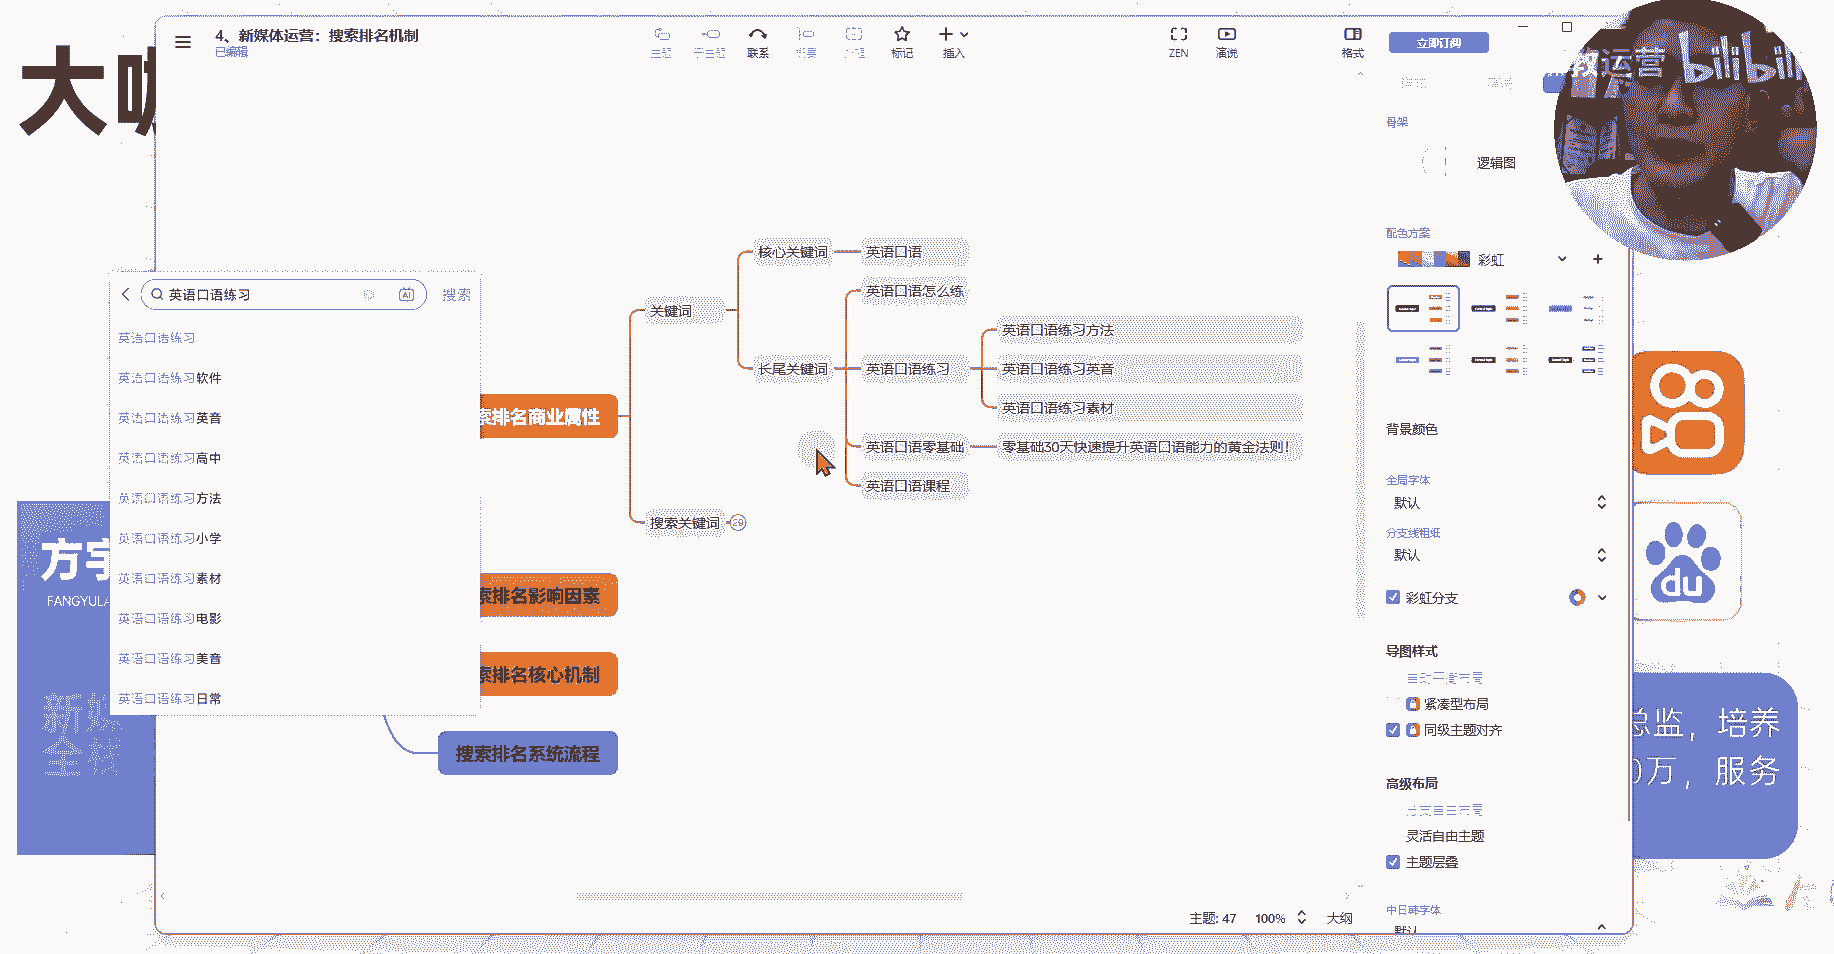 大咖
4、新媒体运营：搜索排名机制
已编辑
主题
子主题
联系
概要
外框
标记
插入
ZEN
演说
格式
立即订阅
教运营
bilibili
骨架
逻辑图
配色方案
彩虹
英语口语练习
AI
搜索
英语口语练习
英语口语练习软件
英语口语练习英音
英语口语练习高中
英语口语练习方法
英语口语练习小学
英语口语练习素材
英语口语练习电影
英语口语练习美音
英语口语练习日常
核心关键词
英语口语
英语口语怎么练
关键词
英语口语练习方法
长尾关键词
英语口语练习
英语口语练习英音
英语口语练习素材
索排名商业属性
英语口语零基础
零基础30天快速提升英语口语能力的黄金法则！
英语口语课程
搜索关键词
29
索排名影响因素
索排名核心机制
搜索排名系统流程
背景颜色
全局字体
默认
分支线粗细
默认
彩虹分支
导图样式
自动平衡布局
紧凑型布局
同级主题对齐
高级布局
分支自由布局
灵活自由主题
主题层叠
中日韩字体
默认
主题: 47
100%
大纲
方宇
FANGYULA
新媒
全栈
du
总监，培养
0万，服务